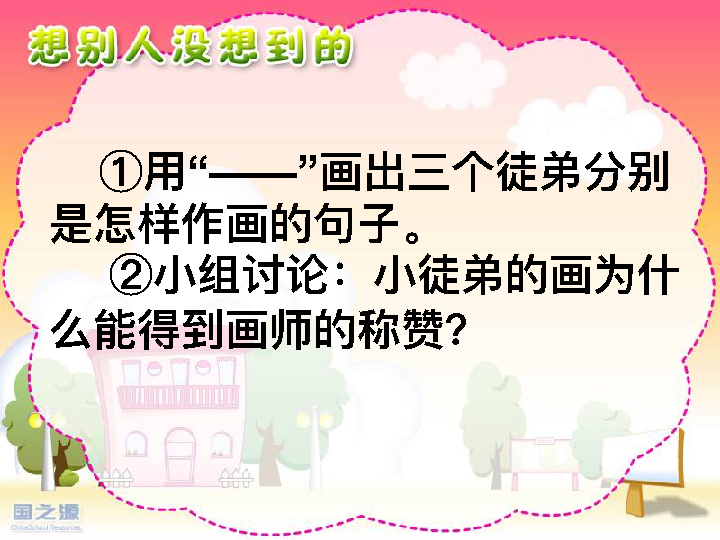 想别人没想到的
①用“——”画出三个徒弟分别
是怎样作画的句子。
②小组讨论：小徒弟的画为什
么能得到画师的称赞？
国之源
ChinaSchool Resources